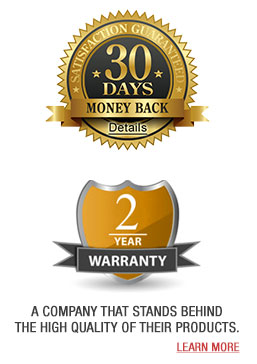 SATISFACTION GUARANTEED
30
DAYS
MONEY BACK
Details
2
YEAR
WARRANTY
A COMPANY THAT STANDS BEHIND
THE HIGH QUALITY OF THEIR PRODUCTS.
LEARN MORE